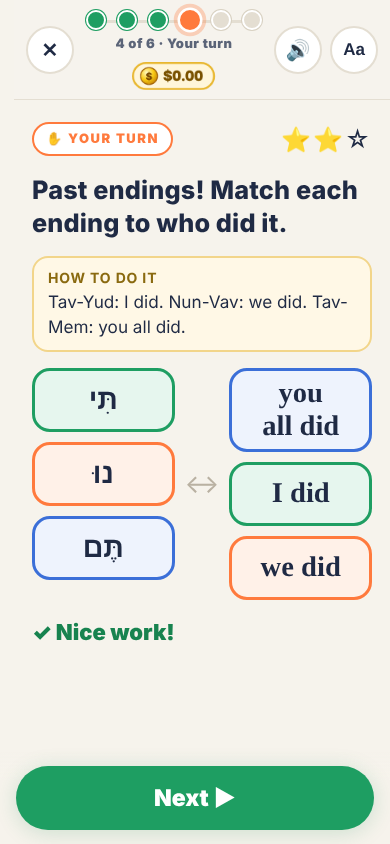 4 of 6 · Your turn
$ $0.00
Aa
✋ YOUR TURN
Past endings! Match each
ending to who did it.
HOW TO DO IT
Tav-Yud: I did. Nun-Vav: we did. Tav-
Mem: you all did.
תִּי
נוּ
תֶּם
you
all did
I did
we did
✓ Nice work!
Next ▶